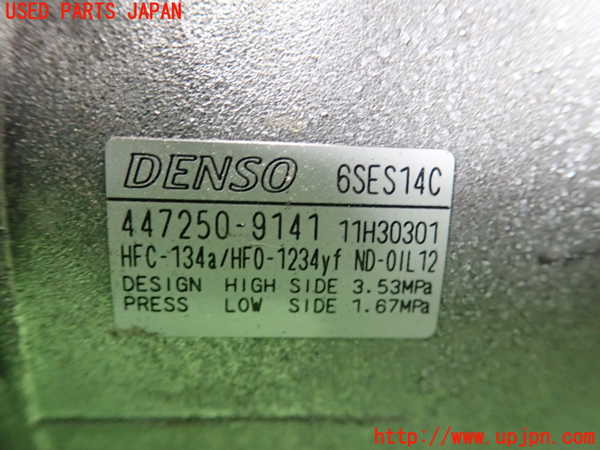 USED PARTS JAPAN
DENSO 6SES14C
447250-9141 11H30301
HFC-134a/HFO-1234yf ND-OIL12
DESIGN HIGH SIDE 3.53MPa
PRESS LOW SIDE 1.67MPa
http://www.upjpn.com/